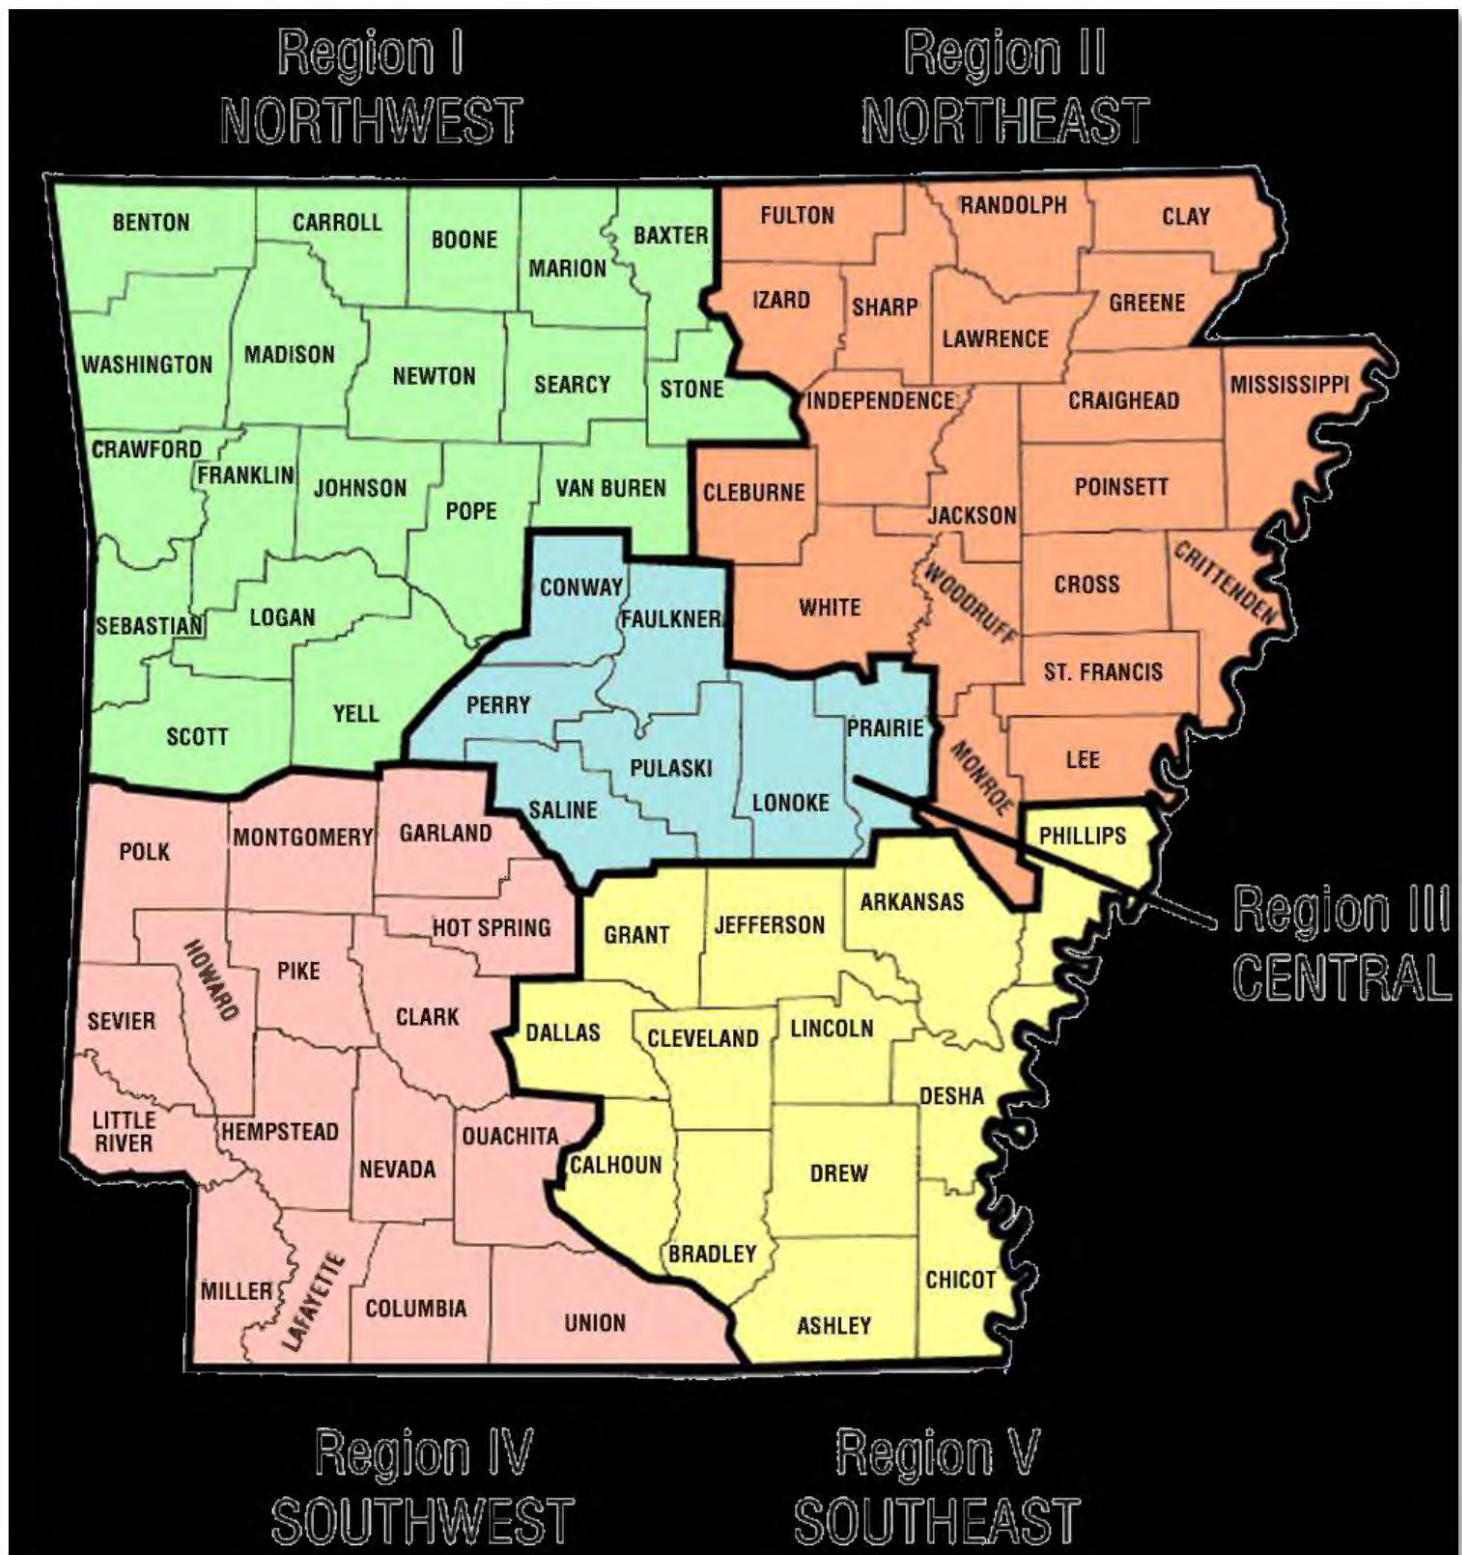 Region I
NORTHWEST
Region II
NORTHEAST
BENTON
CARROLL
BOONE
MARION
BAXTER
FULTON
RANDOLPH
CLAY
IZARD
SHARP
GREENE
LAWRENCE
WASHINGTON
MADISON
NEWTON
SEARCY
STONE
INDEPENDENCE
CRAIGHEAD
MISSISSIPPI
CRAWFORD
FRANKLIN
JOHNSON
POPE
VAN BUREN
CLEBURNE
JACKSON
POINSETT
SEBASTIAN
LOGAN
CONWAY
FAULKNER
WHITE
WOODRUFF
CROSS
CRITTENDEN
SCOTT
YELL
PERRY
PULASKI
SALINE
LONOKE
PRAIRIE
MONROE
ST. FRANCIS
LEE
POLK
MONTGOMERY
GARLAND
PHILLIPS
HOT SPRING
GRANT
JEFFERSON
ARKANSAS
Region III
CENTRAL
HOWARD
PIKE
SEVIER
CLARK
DALLAS
CLEVELAND
LINCOLN
DESHA
LITTLE
RIVER
HEMPSTEAD
NEVADA
OUACHITA
CALHOUN
DREW
BRADLEY
CHICOT
MILLER
LAFAYETTE
COLUMBIA
UNION
ASHLEY
Region IV
SOUTHWEST
Region V
SOUTHEAST